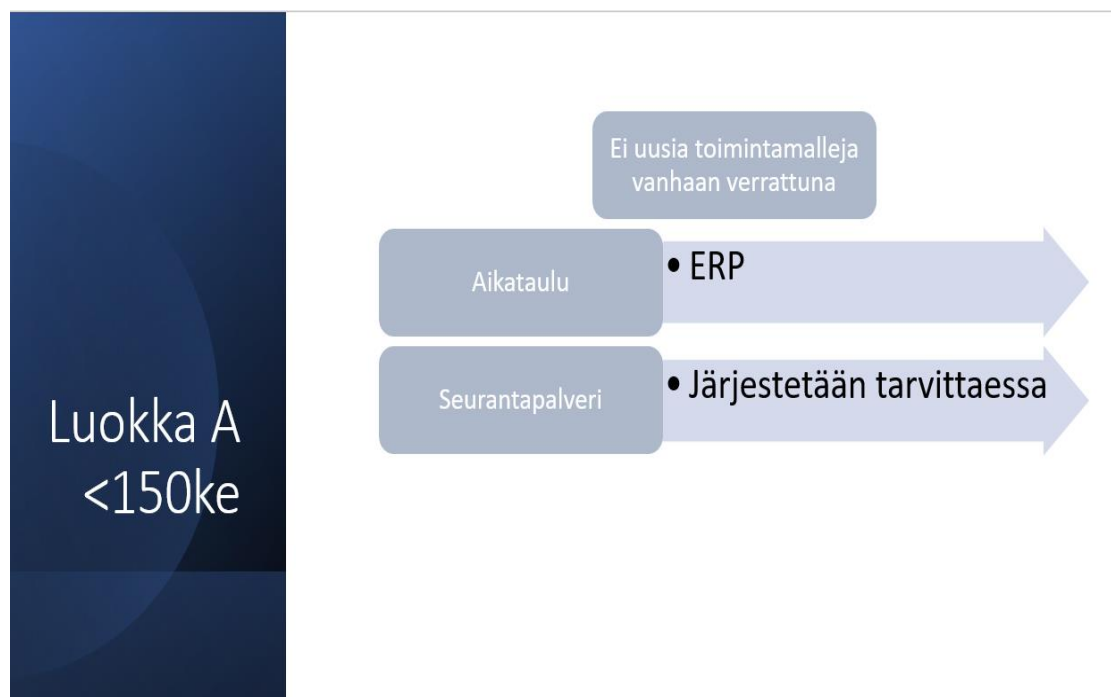 Luokka A
<150ke
Ei uusia toimintamalleja
vanhaan verrattuna
Aikataulu
• ERP
Seurantapalveri
• Järjestetään tarvittaessa